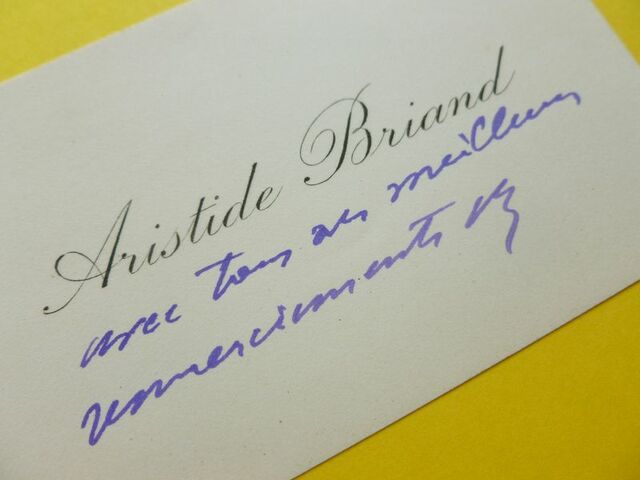 Aristide Briand
avec tous ses meilleurs
remerciements